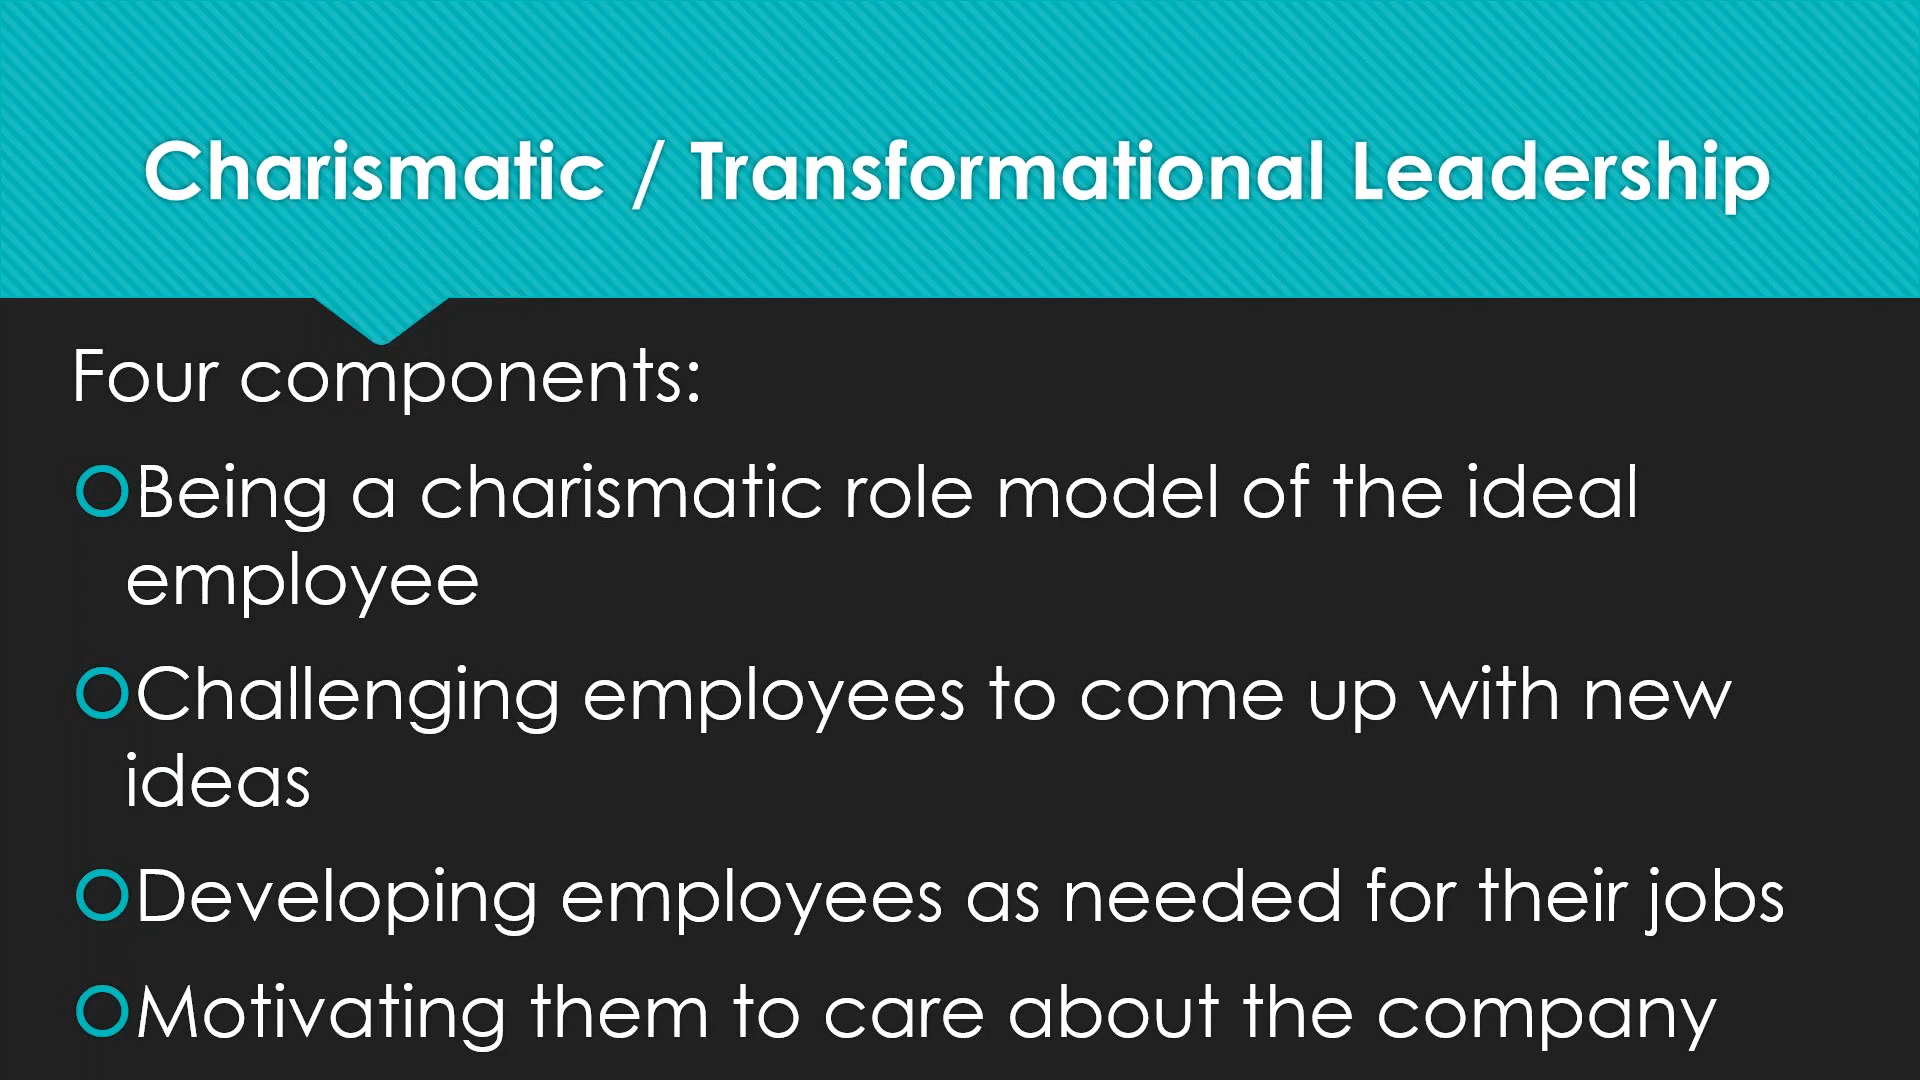 Charismatic / Transformational Leadership
Four components:
Being a charismatic role model of the ideal
employee
Challenging employees to come up with new
ideas
Developing employees as needed for their jobs
Motivating them to care about the company